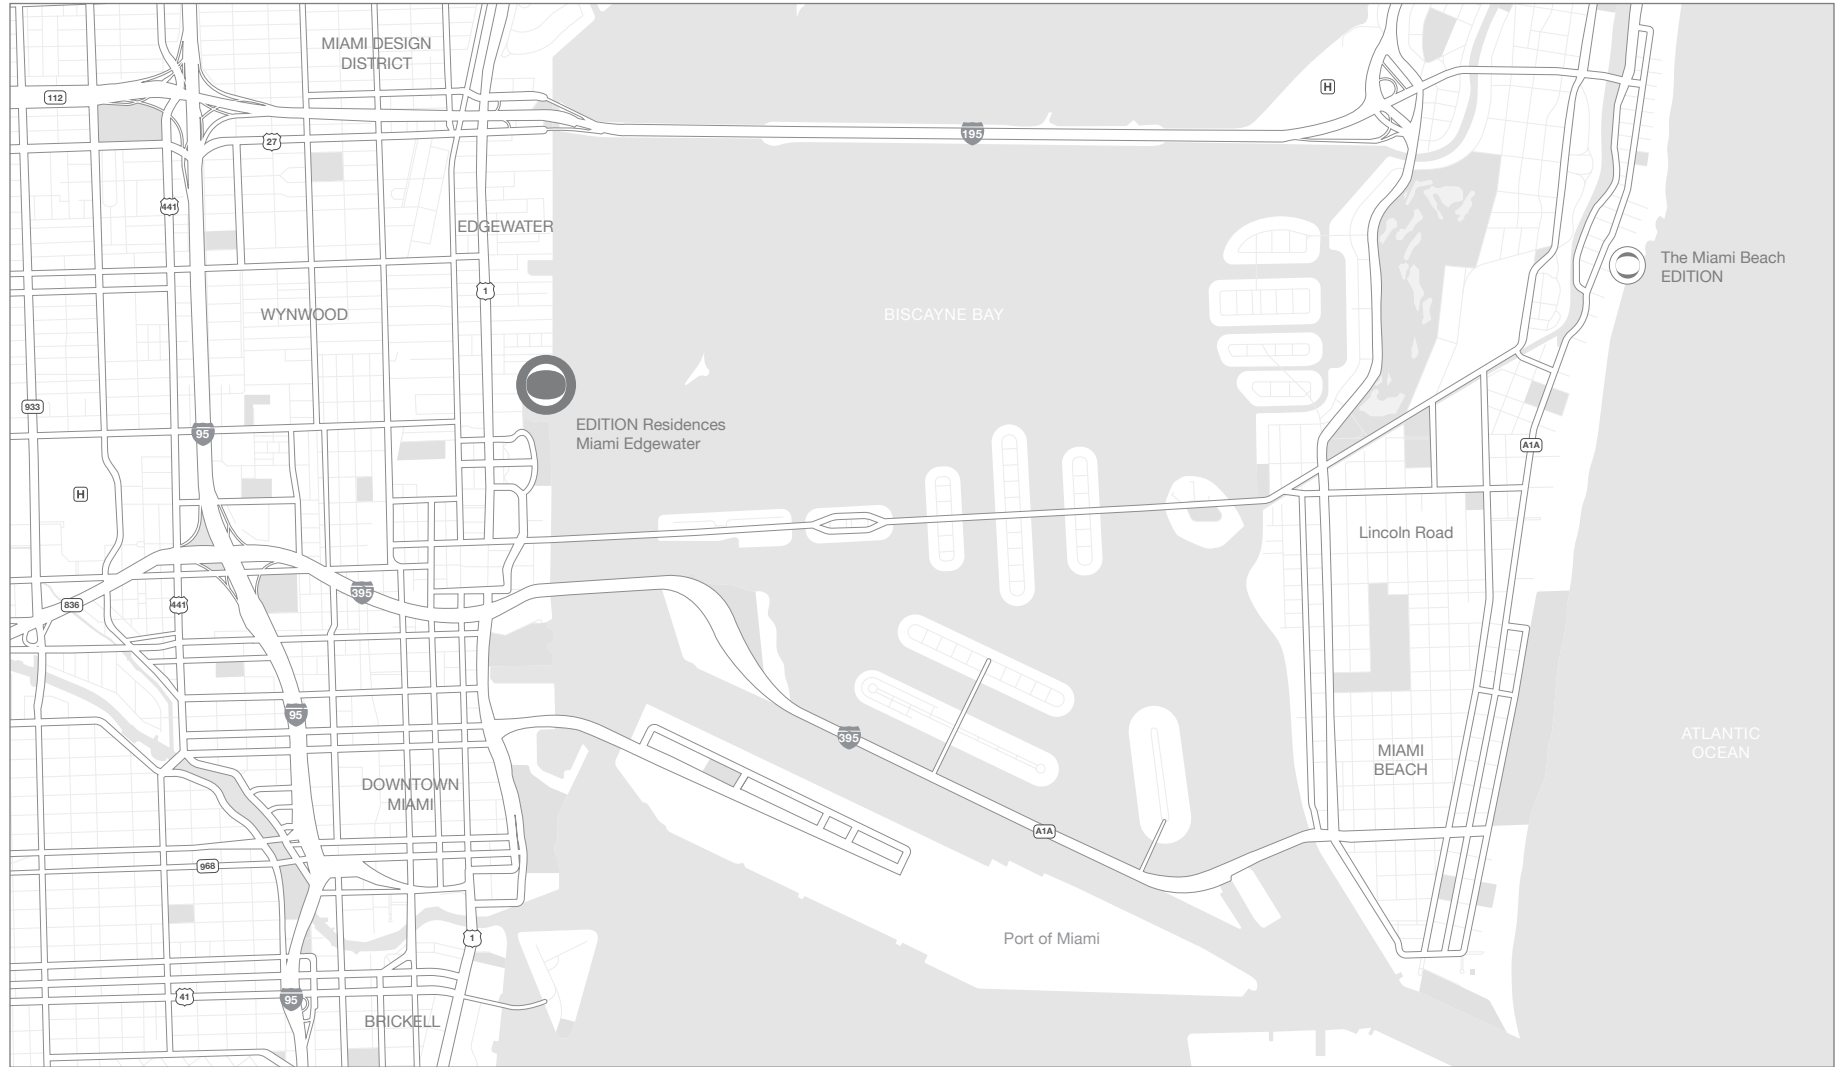 MIAMI DESIGN
DISTRICT
H
112
195
27
441
EDGEWATER
The Miami Beach
EDITION
1
WYNWOOD
BISCAYNE BAY
933
EDITION Residences
Miami Edgewater
95
A1A
H
Lincoln Road
395
836
441
95
395
ATLANTIC
OCEAN
MIAMI
BEACH
DOWNTOWN
MIAMI
A1A
968
1
Port of Miami
41
95
BRICKELL